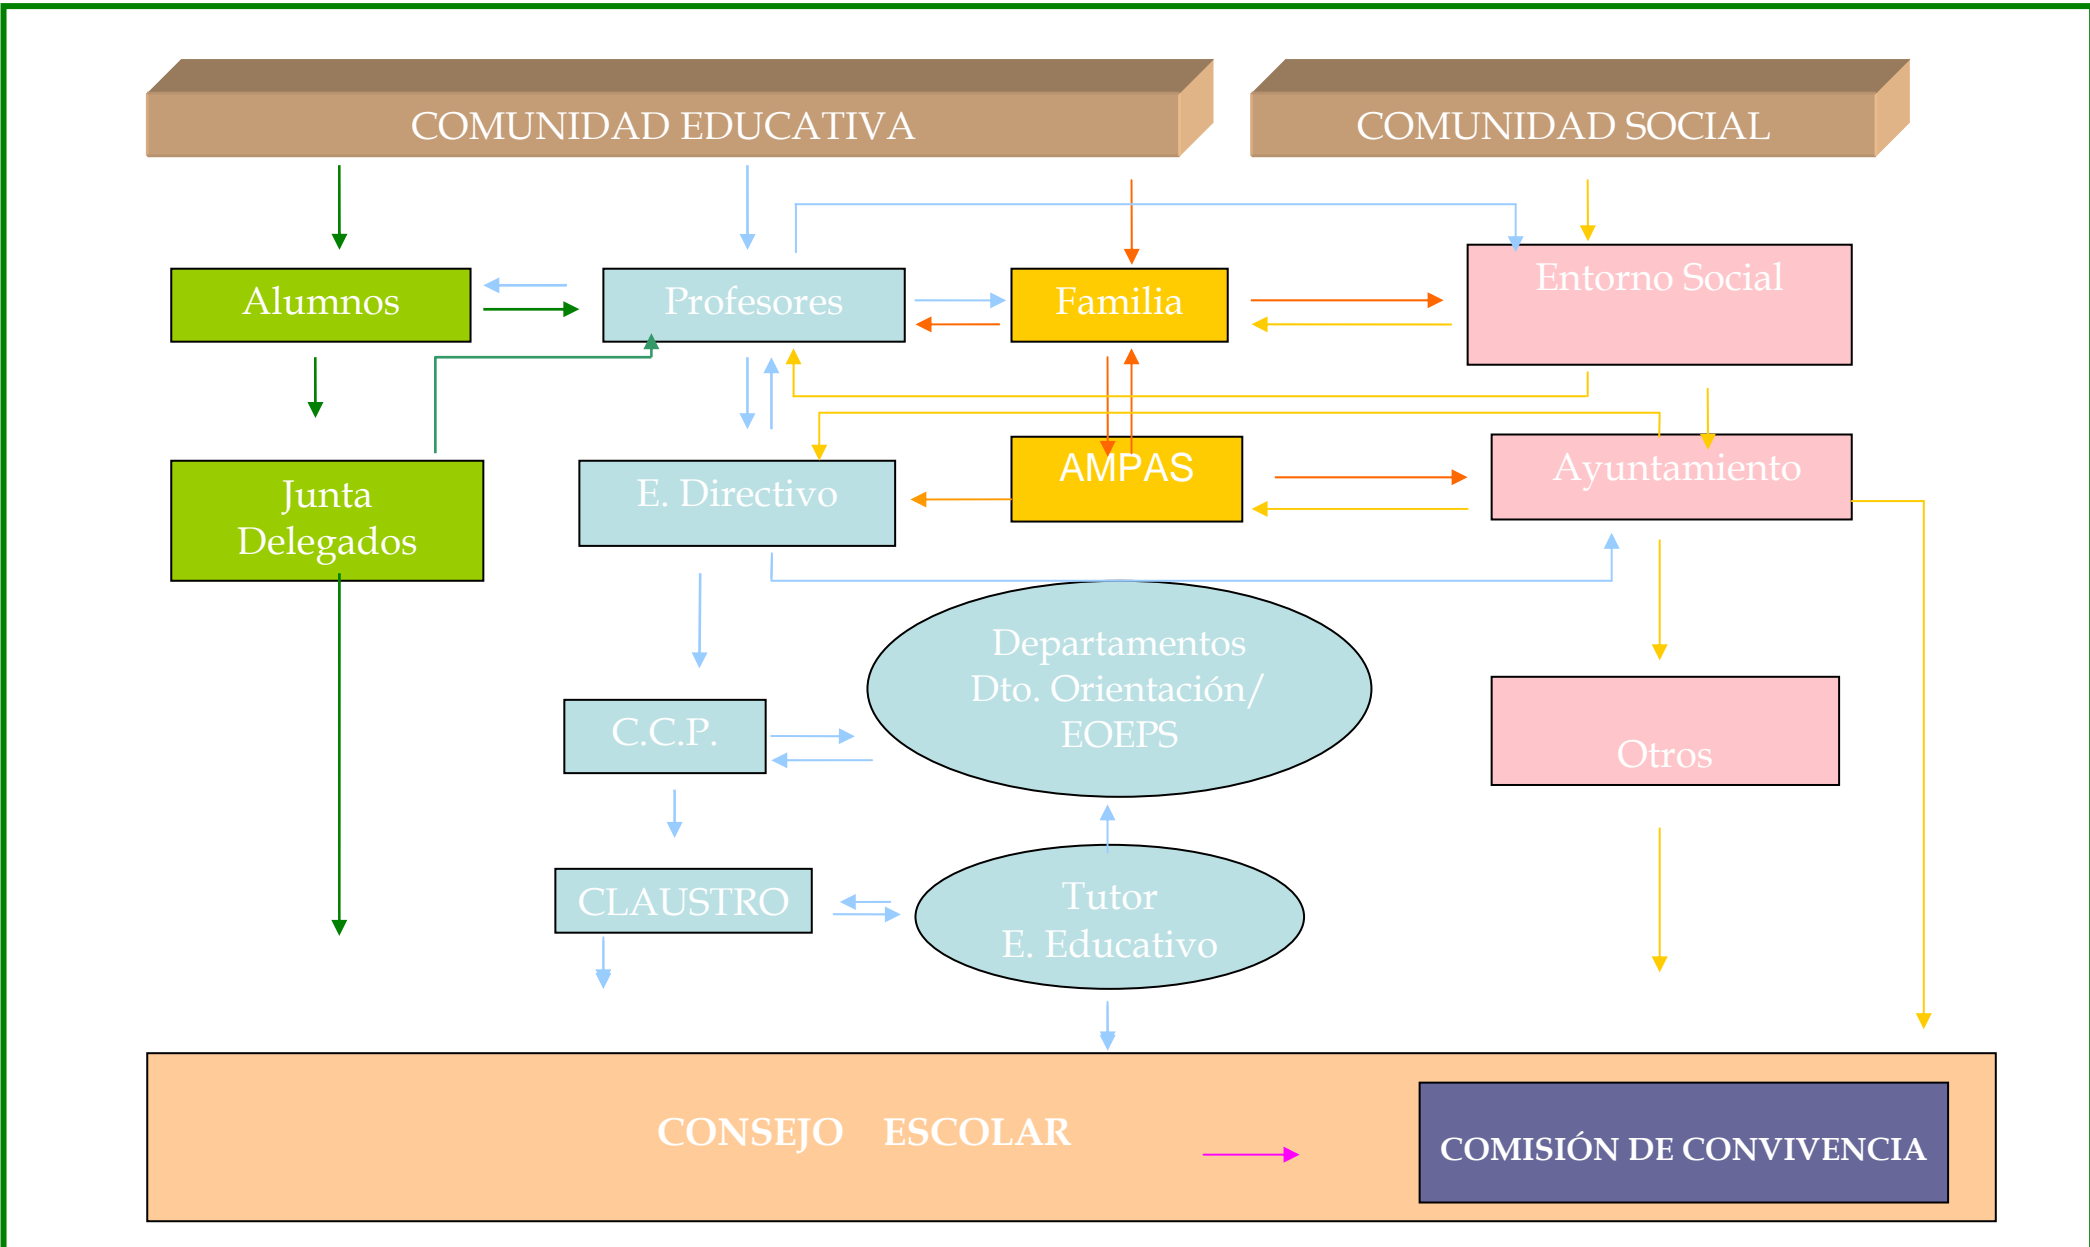 COMUNIDAD EDUCATIVA
COMUNIDAD SOCIAL
Alumnos
Profesores
Familia
Entorno Social
Junta
Delegados
E. Directivo
AMPAS
Ayuntamiento
Departamentos
Dto. Orientación/
EOEPS
C.C.P.
Otros
CLAUSTRO
Tutor
E. Educativo
CONSEJO ESCOLAR
COMISIÓN DE CONVIVENCIA